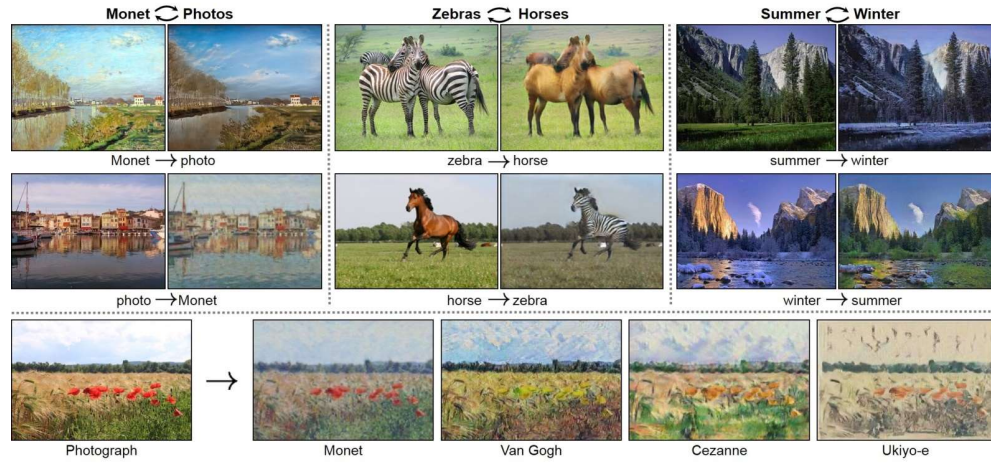 Monet Photos
Zebras Horses
Summer Winter
Monet → photo
zebra → horse
summer → winter
photo → Monet
horse → zebra
winter → summer
Photograph
Monet
Van Gogh
Cezanne
Ukiyo-e